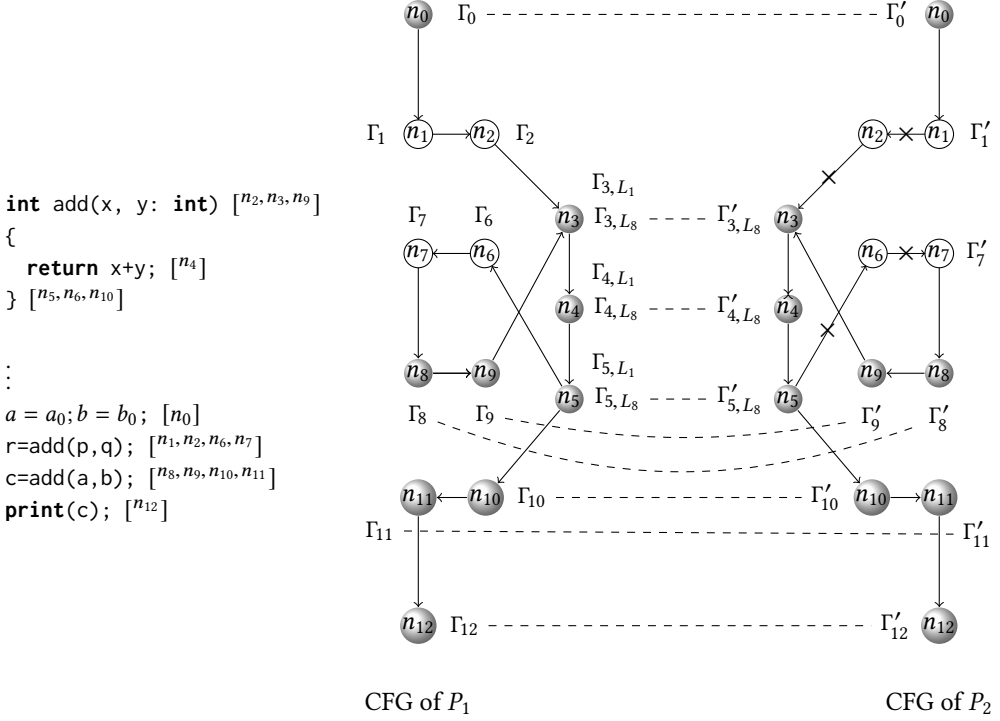 int add(x, y: int) [n₂,n₃,n₉]
{
return x+y; [n₄]
} [n₅,n₆,n₁₀]
⋮
a = a₀; b = b₀; [n₀]
r=add(p,q); [n₁,n₂,n₆,n₇]
c=add(a,b); [n₈,n₉,n₁₀,n₁₁]
print(c); [n₁₂]
n₀ Γ₀ Γ′₀ n₀
Γ₁ n₁ n₂ Γ₂ n₂ n₁ Γ′₁
Γ₃,L₁
n₃ Γ₃,L₈ Γ′₃,L₈ n₃
Γ₇ Γ₆
n₇ n₆ n₆ n₇ Γ′₇
Γ₄,L₁
n₄ Γ₄,L₈ Γ′₄,L₈ n₄
Γ₅,L₁
n₈ n₉ n₉ n₈
n₅ Γ₅,L₈ Γ′₅,L₈ n₅
Γ₈ Γ₉ Γ′₉ Γ′₈
n₁₁ n₁₀ Γ₁₀ Γ′₁₀ n₁₀ n₁₁
Γ₁₁ Γ′₁₁
n₁₂ Γ₁₂ Γ′₁₂ n₁₂
CFG of P₁ CFG of P₂